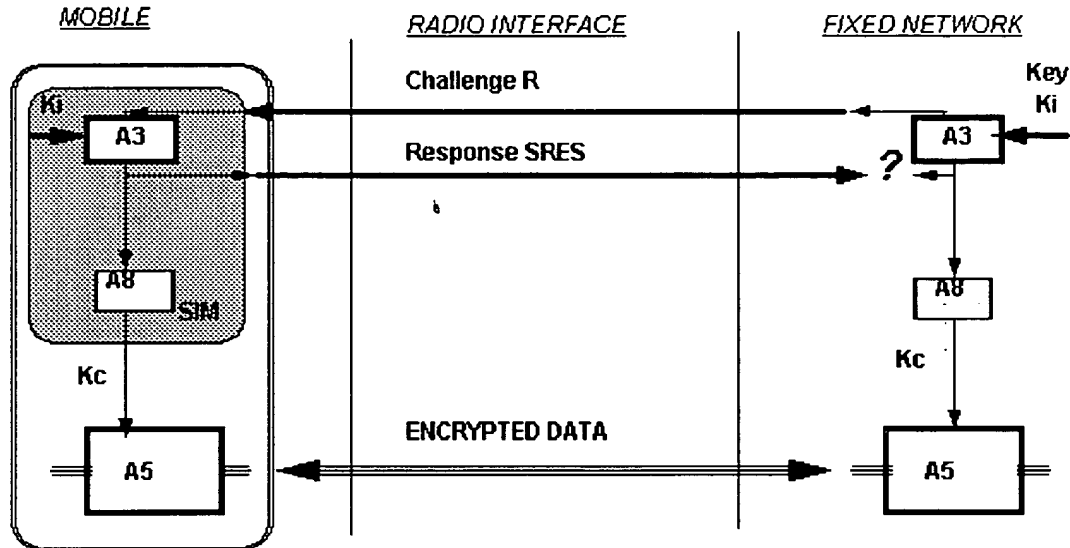 MOBILE
RADIO INTERFACE
FIXED NETWORK
Challenge R
Key
Ki
Ki
A3
A3
Response SRES
?
A8
SIM
A8
Kc
Kc
ENCRYPTED DATA
A5
A5